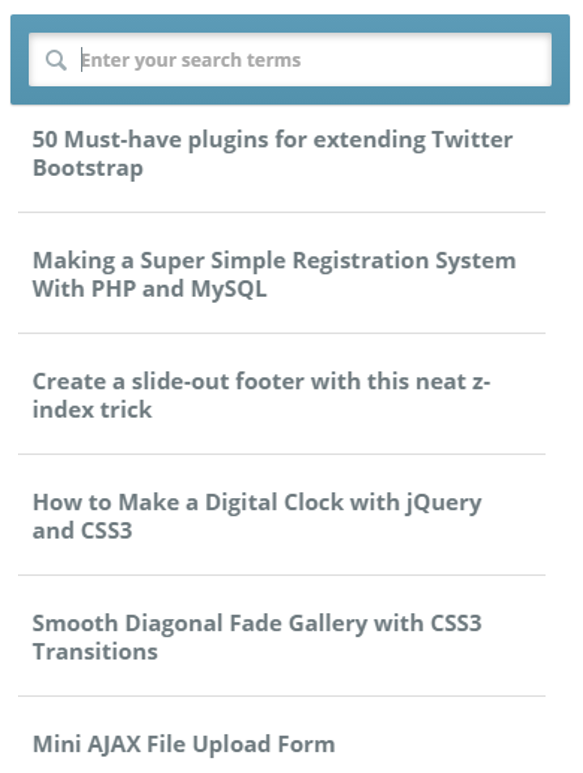 Enter your search terms
50 Must-have plugins for extending Twitter
Bootstrap
Making a Super Simple Registration System
With PHP and MySQL
Create a slide-out footer with this neat z-
index trick
How to Make a Digital Clock with jQuery
and CSS3
Smooth Diagonal Fade Gallery with CSS3
Transitions
Mini AJAX File Upload Form